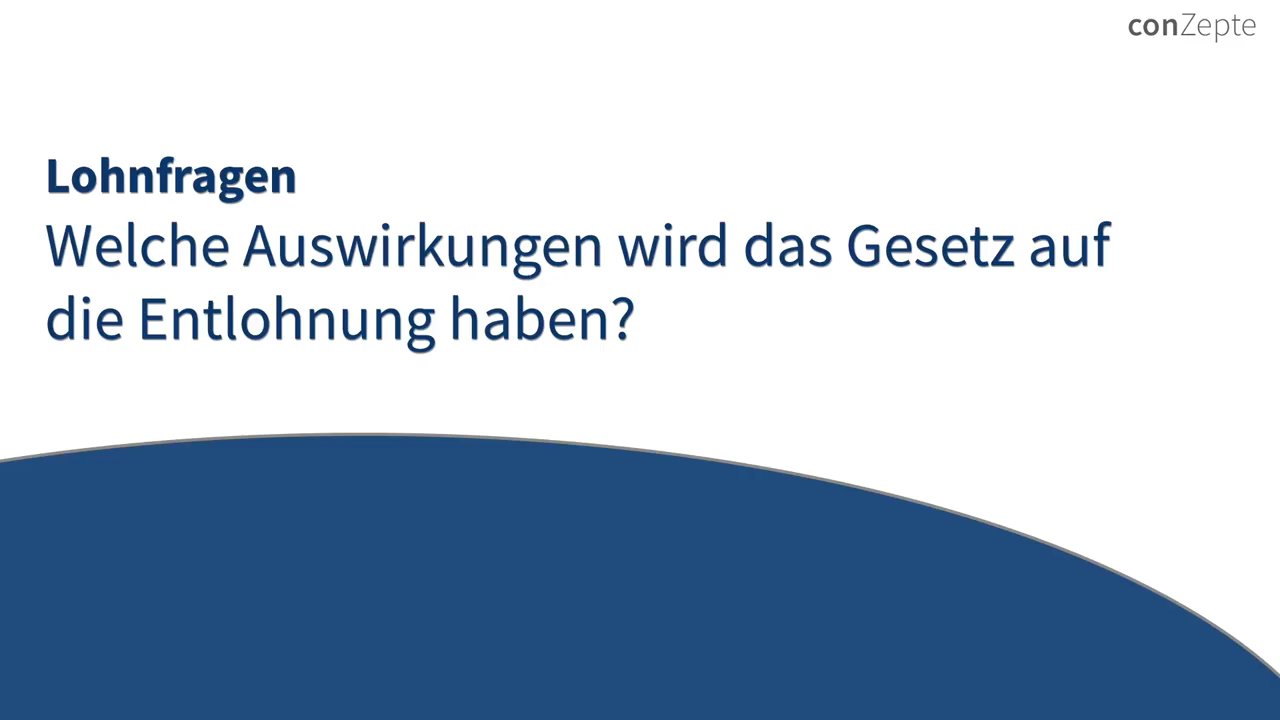 conZepte
Lohnfragen
Welche Auswirkungen wird das Gesetz auf
die Entlohnung haben?